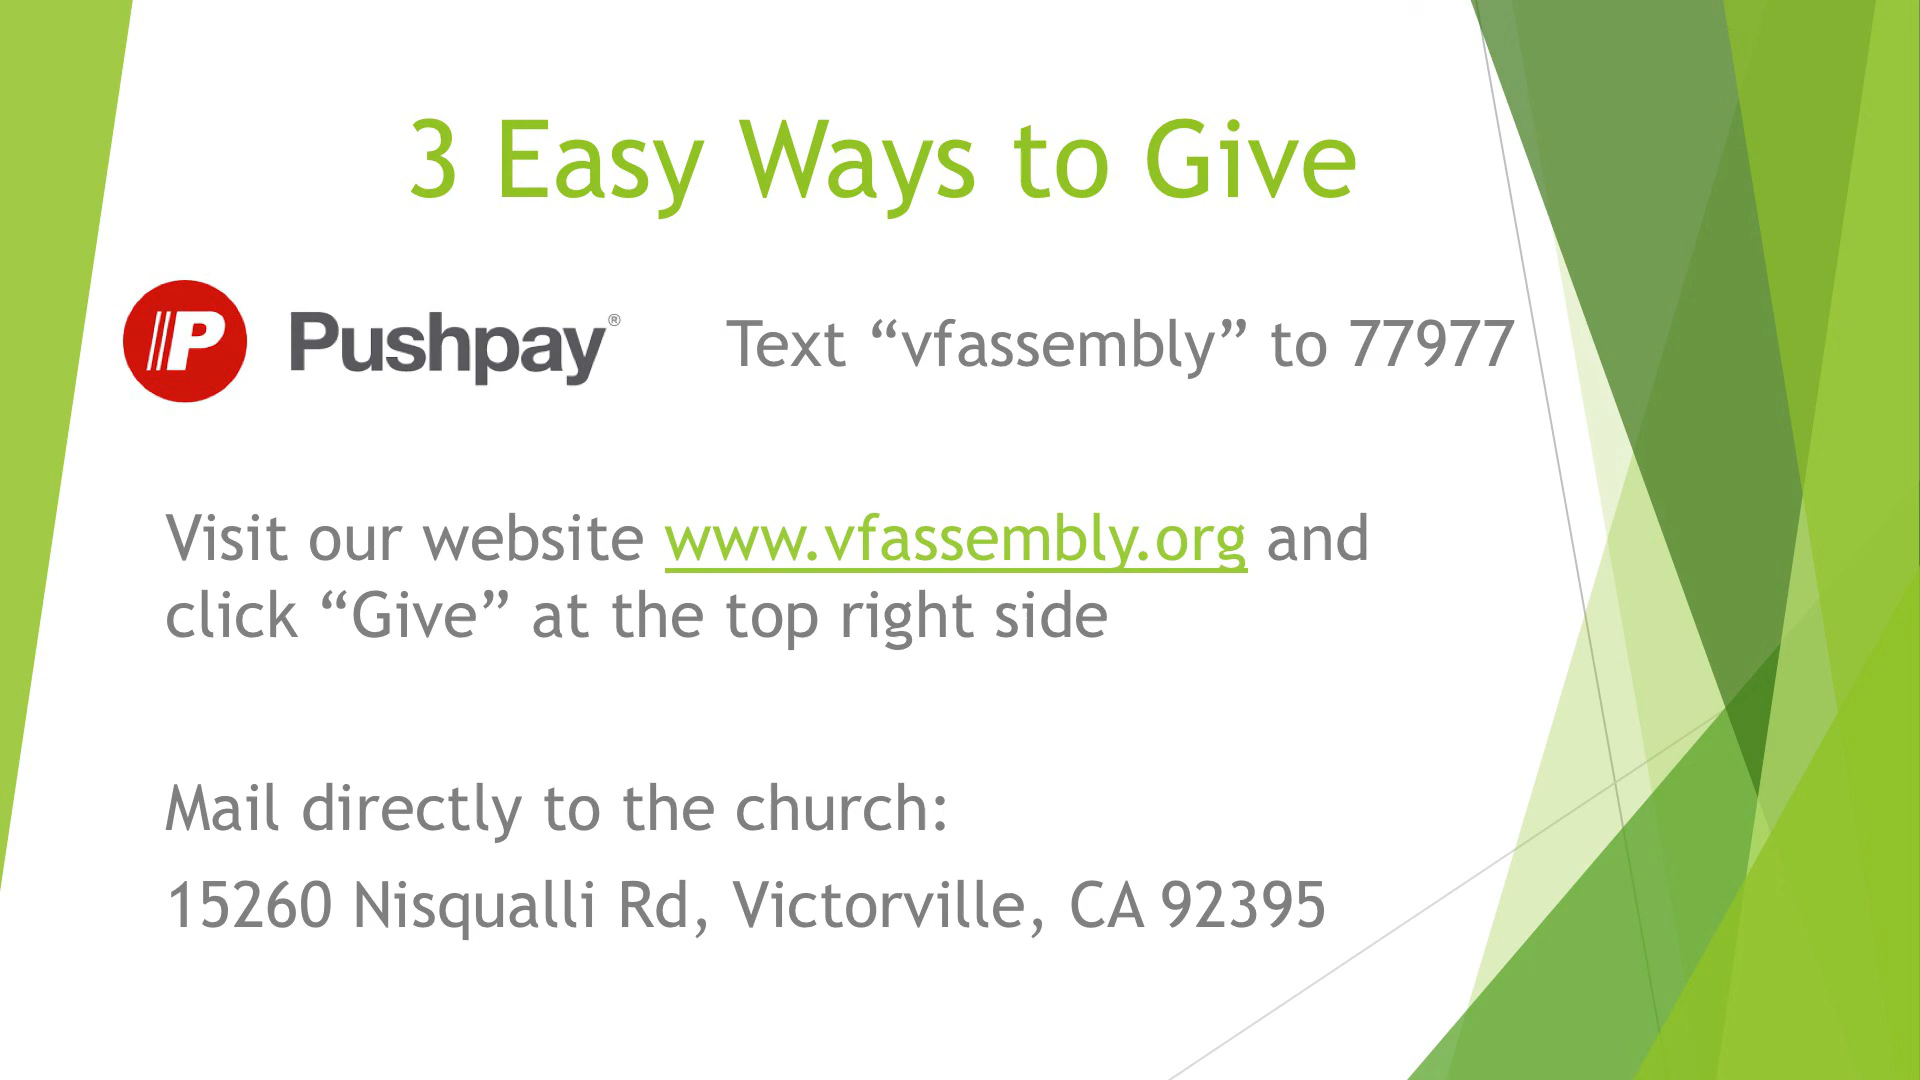 3 Easy Ways to Give
Pushpay® Text “vfassembly” to 77977
Visit our website www.vfassembly.org and
click “Give” at the top right side
Mail directly to the church:
15260 Nisqualli Rd, Victorville, CA 92395